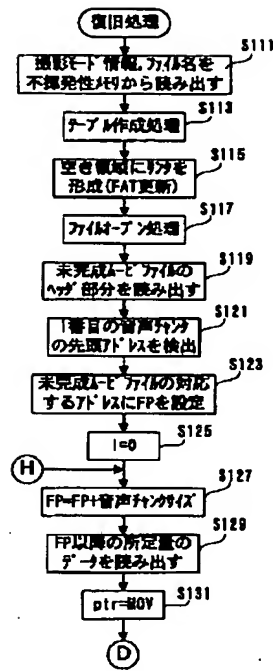 復旧処理
S111
撮影モード情報,ファイル名を
不揮発性メモリから読み出す
S113
テーブル作成処理
S115
空き領域にリンクを
形成(FAT更新)
S117
ファイルオープン処理
S119
未完成ムービファイルの
ヘッダ部分を読み出す
S121
1番目の音声チャンク
の先頭アドレスを検出
S123
未完成ムービファイルの対応
するアドレスにFPを設定
S125
I=0
H
S127
FP=FP+音声チャンクサイズ
S129
FP以降の所定量の
データを読み出す
S131
ptr=MOV
D